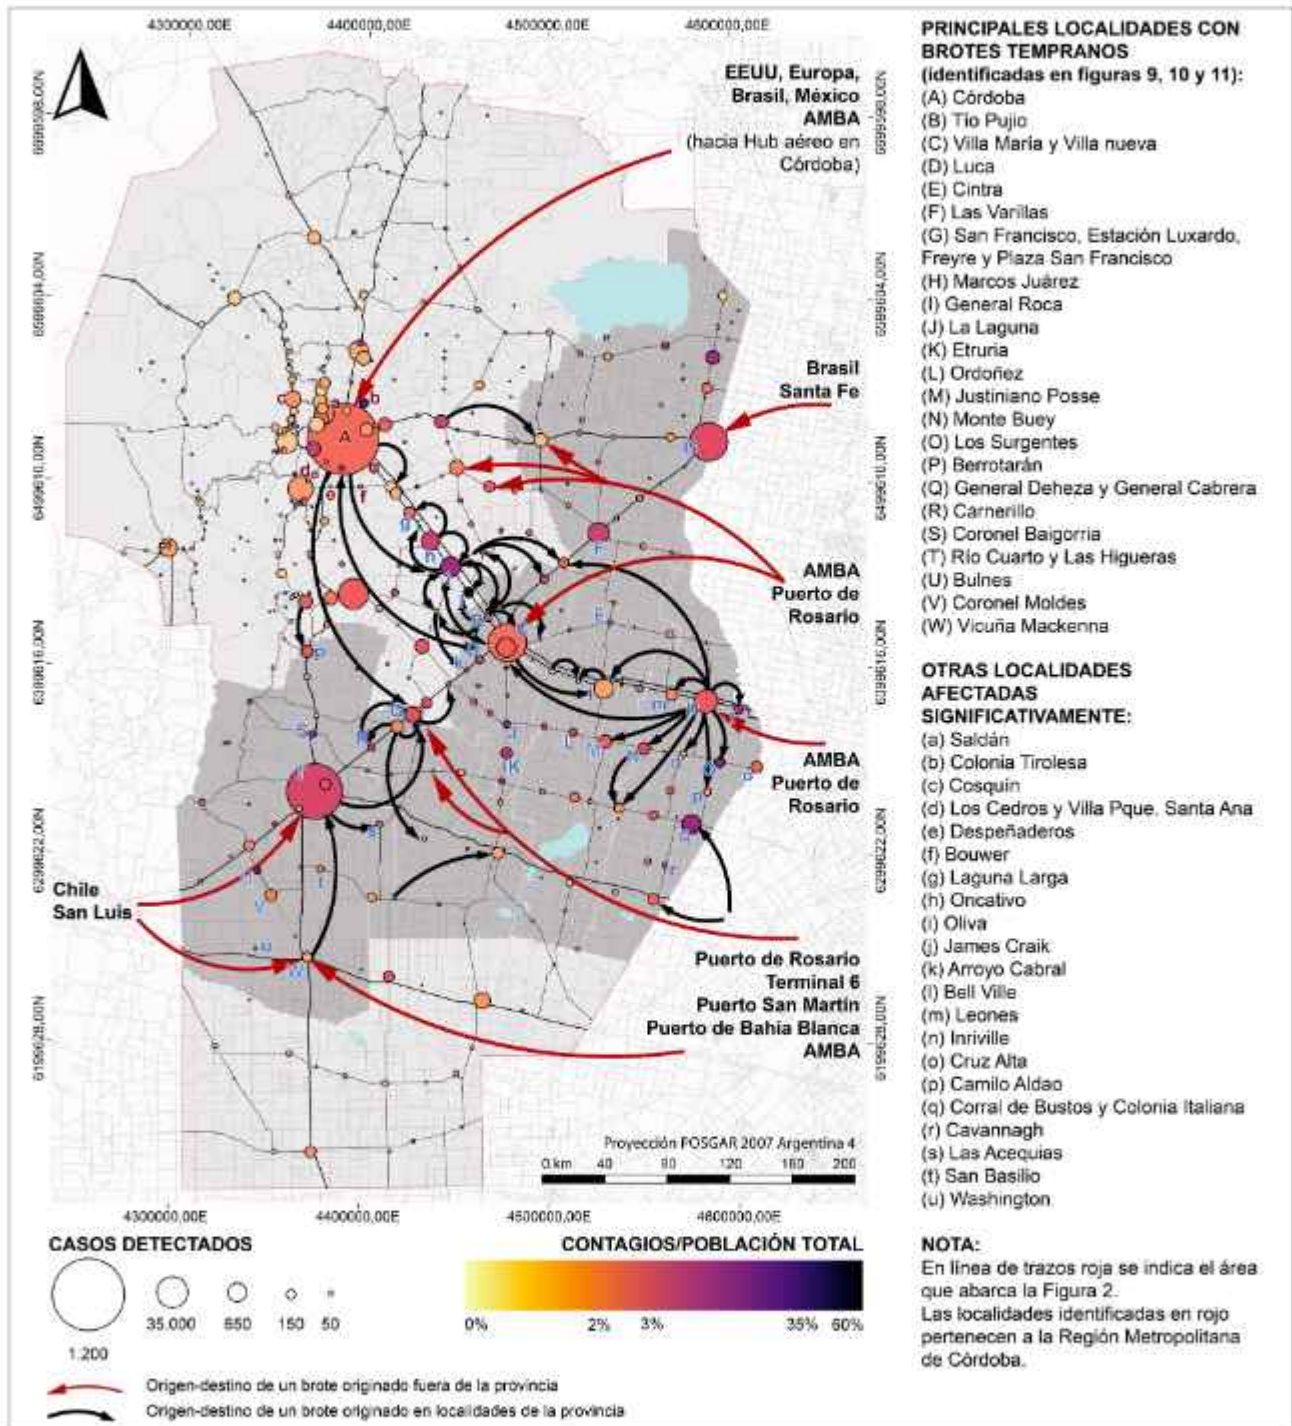 4300000,00E 4400000,00E 4500000,00E 4600000,00E
PRINCIPALES LOCALIDADES CON
BROTES TEMPRANOS
(identificadas en figuras 9, 10 y 11):
(A) Córdoba
(B) Tío Pujio
(C) Villa María y Villa nueva
(D) Luca
(E) Cintra
(F) Las Varillas
(G) San Francisco, Estación Luxardo,
Freyre y Plaza San Francisco
(H) Marcos Juárez
(I) General Roca
(J) La Laguna
(K) Etruria
(L) Ordoñez
(M) Justiniano Posse
(N) Monte Buey
(O) Los Surgentes
(P) Berrotarán
(Q) General Deheza y General Cabrera
(R) Carnerillo
(S) Coronel Baigorria
(T) Río Cuarto y Las Higueras
(U) Bulnes
(V) Coronel Moldes
(W) Vicuña Mackenna
OTRAS LOCALIDADES
AFECTADAS
SIGNIFICATIVAMENTE:
(a) Saldán
(b) Colonia Tirolesa
(c) Cosquín
(d) Los Cedros y Villa Pque. Santa Ana
(e) Despeñaderos
(f) Bouwer
(g) Laguna Larga
(h) Oncativo
(i) Oliva
(j) James Craik
(k) Arroyo Cabral
(l) Bell Ville
(m) Leones
(n) Inriville
(o) Cruz Alta
(p) Camilo Aldao
(q) Corral de Bustos y Colonia Italiana
(r) Cavannagh
(s) Las Acequias
(t) San Basilio
(u) Washington
NOTA:
En línea de trazos roja se indica el área
que abarca la Figura 2.
Las localidades identificadas en rojo
pertenecen a la Región Metropolitana
de Córdoba.
EEUU, Europa,
Brasil, México
AMBA
(hacia Hub aéreo en
Córdoba)
Brasil
Santa Fe
AMBA
Puerto de
Rosario
AMBA
Puerto de
Rosario
Chile
San Luis
Puerto de Rosario
Terminal 6
Puerto San Martín
Puerto de Bahía Blanca
AMBA
A
b
d
e
f
g
h
F
E
P
S
K
L
M
p
r
s
t
V
u
W
Proyección POSGAR 2007 Argentina 4
0 km 40 80 120 160 200
4300000,00E 4400000,00E 4500000,00E 4600000,00E
CASOS DETECTADOS
35.000 650 150 50
1.200
CONTAGIOS/POBLACIÓN TOTAL
0% 2% 3% 35% 60%
Origen-destino de un brote originado fuera de la provincia
Origen-destino de un brote originado en localidades de la provincia